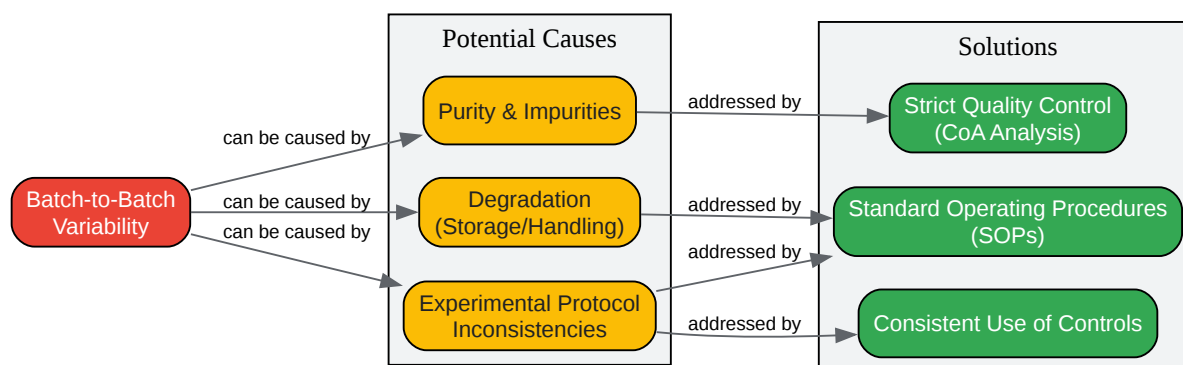 Potential Causes
Solutions
Purity & Impurities
addressed by
Strict Quality Control
(CoA Analysis)
can be caused by
Batch-to-Batch
Variability
can be caused by
Degradation
(Storage/Handling)
addressed by
Standard Operating Procedures
(SOPs)
can be caused by
addressed by
Experimental Protocol
Inconsistencies
addressed by
Consistent Use of Controls